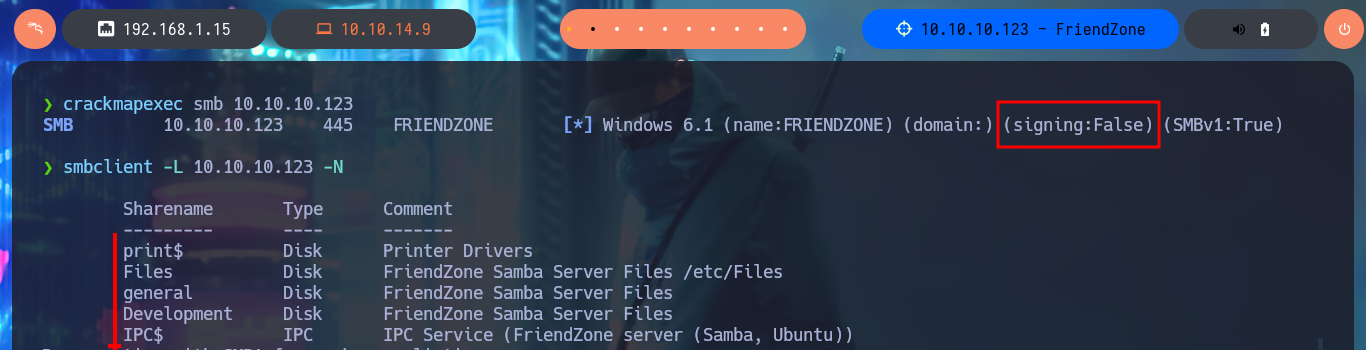 192.168.1.15 10.10.14.9 10.10.10.123 - FriendZone
❯ crackmapexec smb 10.10.10.123
SMB 10.10.10.123 445 FRIENDZONE [*] Windows 6.1 (name:FRIENDZONE) (domain:) (signing:False) (SMBv1:True)
❯ smbclient -L 10.10.10.123 -N
Sharename Type Comment
--------- ---- -------
print$ Disk Printer Drivers
Files Disk FriendZone Samba Server Files /etc/Files
general Disk FriendZone Samba Server Files
Development Disk FriendZone Samba Server Files
IPC$ IPC IPC Service (FriendZone server (Samba, Ubuntu))